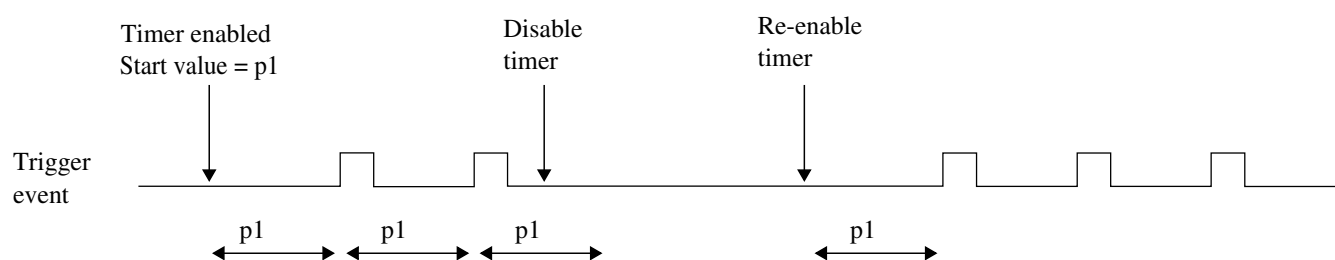 Timer enabled
Start value = p1
Disable
timer
Re-enable
timer
Trigger
event
p1
p1
p1
p1